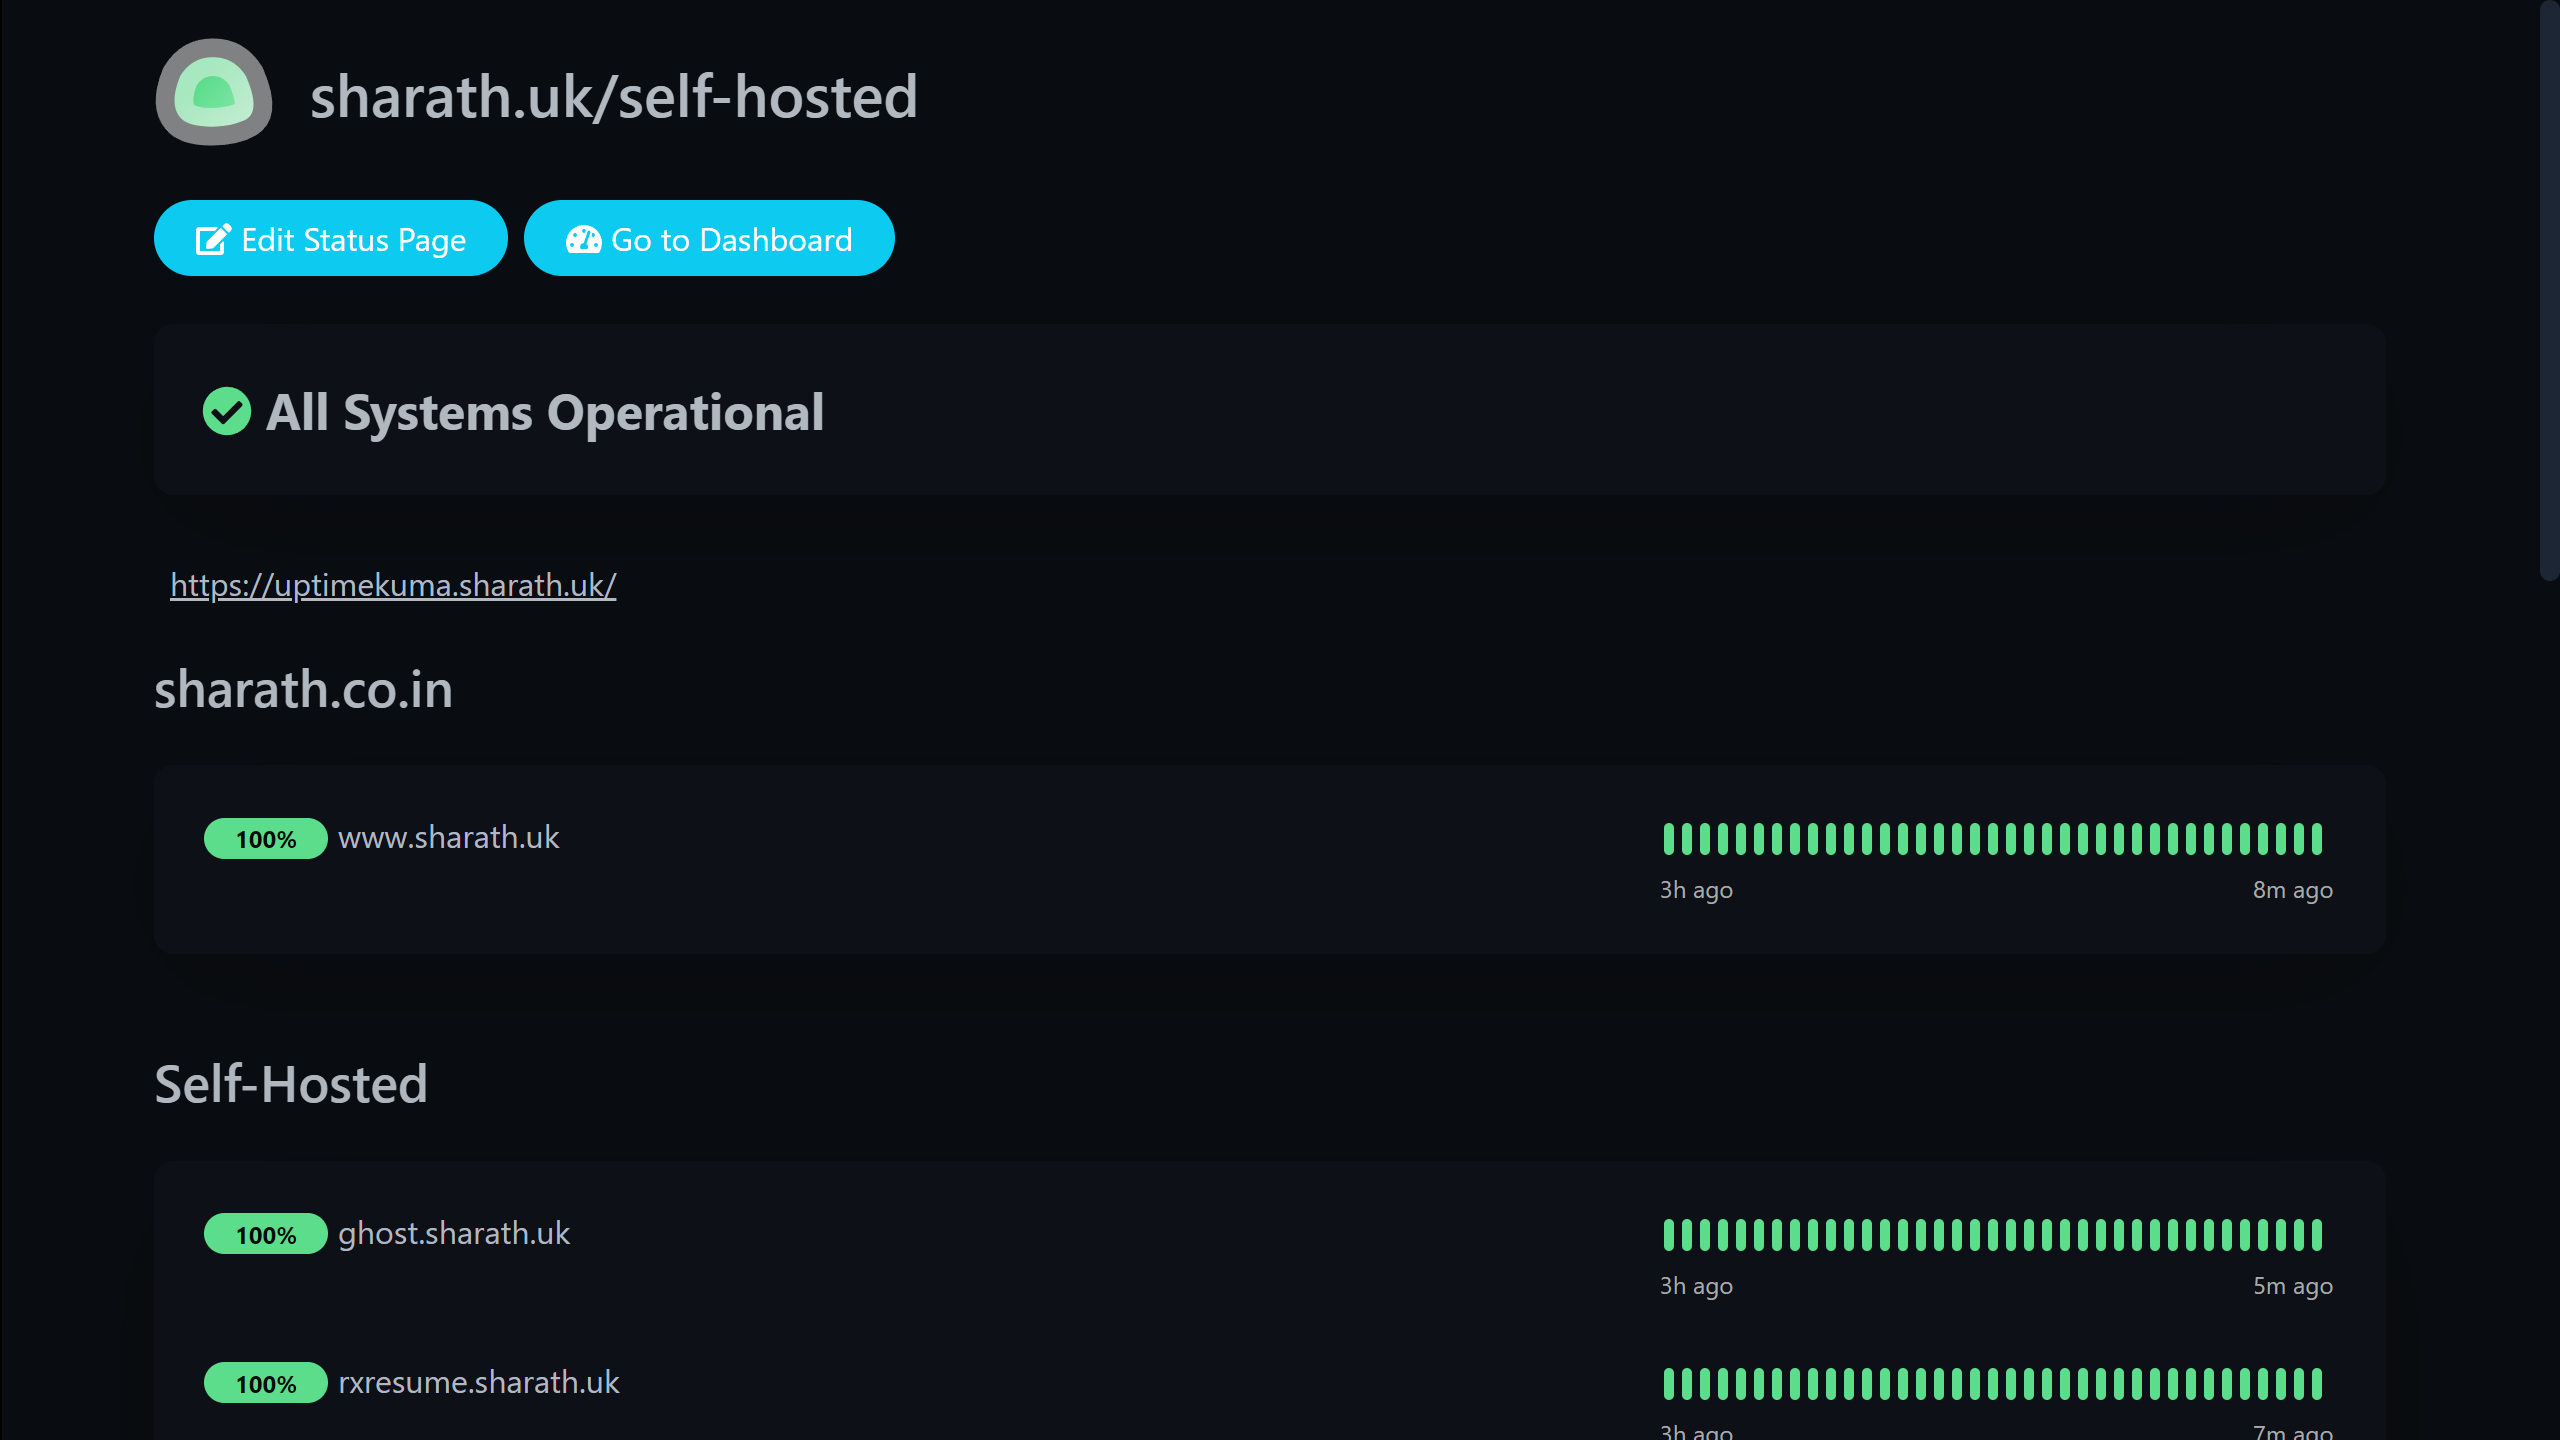 sharath.uk/self-hosted
Edit Status Page
Go to Dashboard
All Systems Operational
https://uptimekuma.sharath.uk/
sharath.co.in
100% www.sharath.uk
3h ago 8m ago
Self-Hosted
100% ghost.sharath.uk
3h ago 5m ago
100% rxresume.sharath.uk
3h ago 7m ago